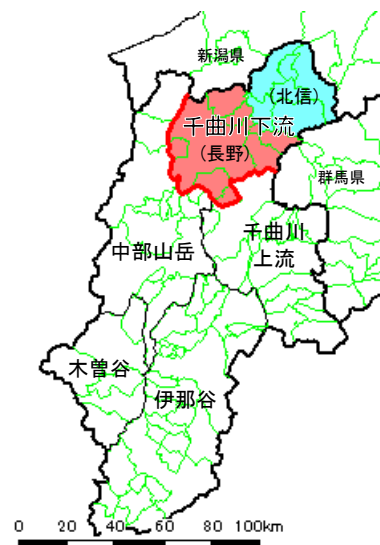 新潟県
(北信)
千曲川下流
(長野)
群馬県
千曲川
上流
中部山岳
木曽谷
伊那谷
0 20 40 60 80 100km